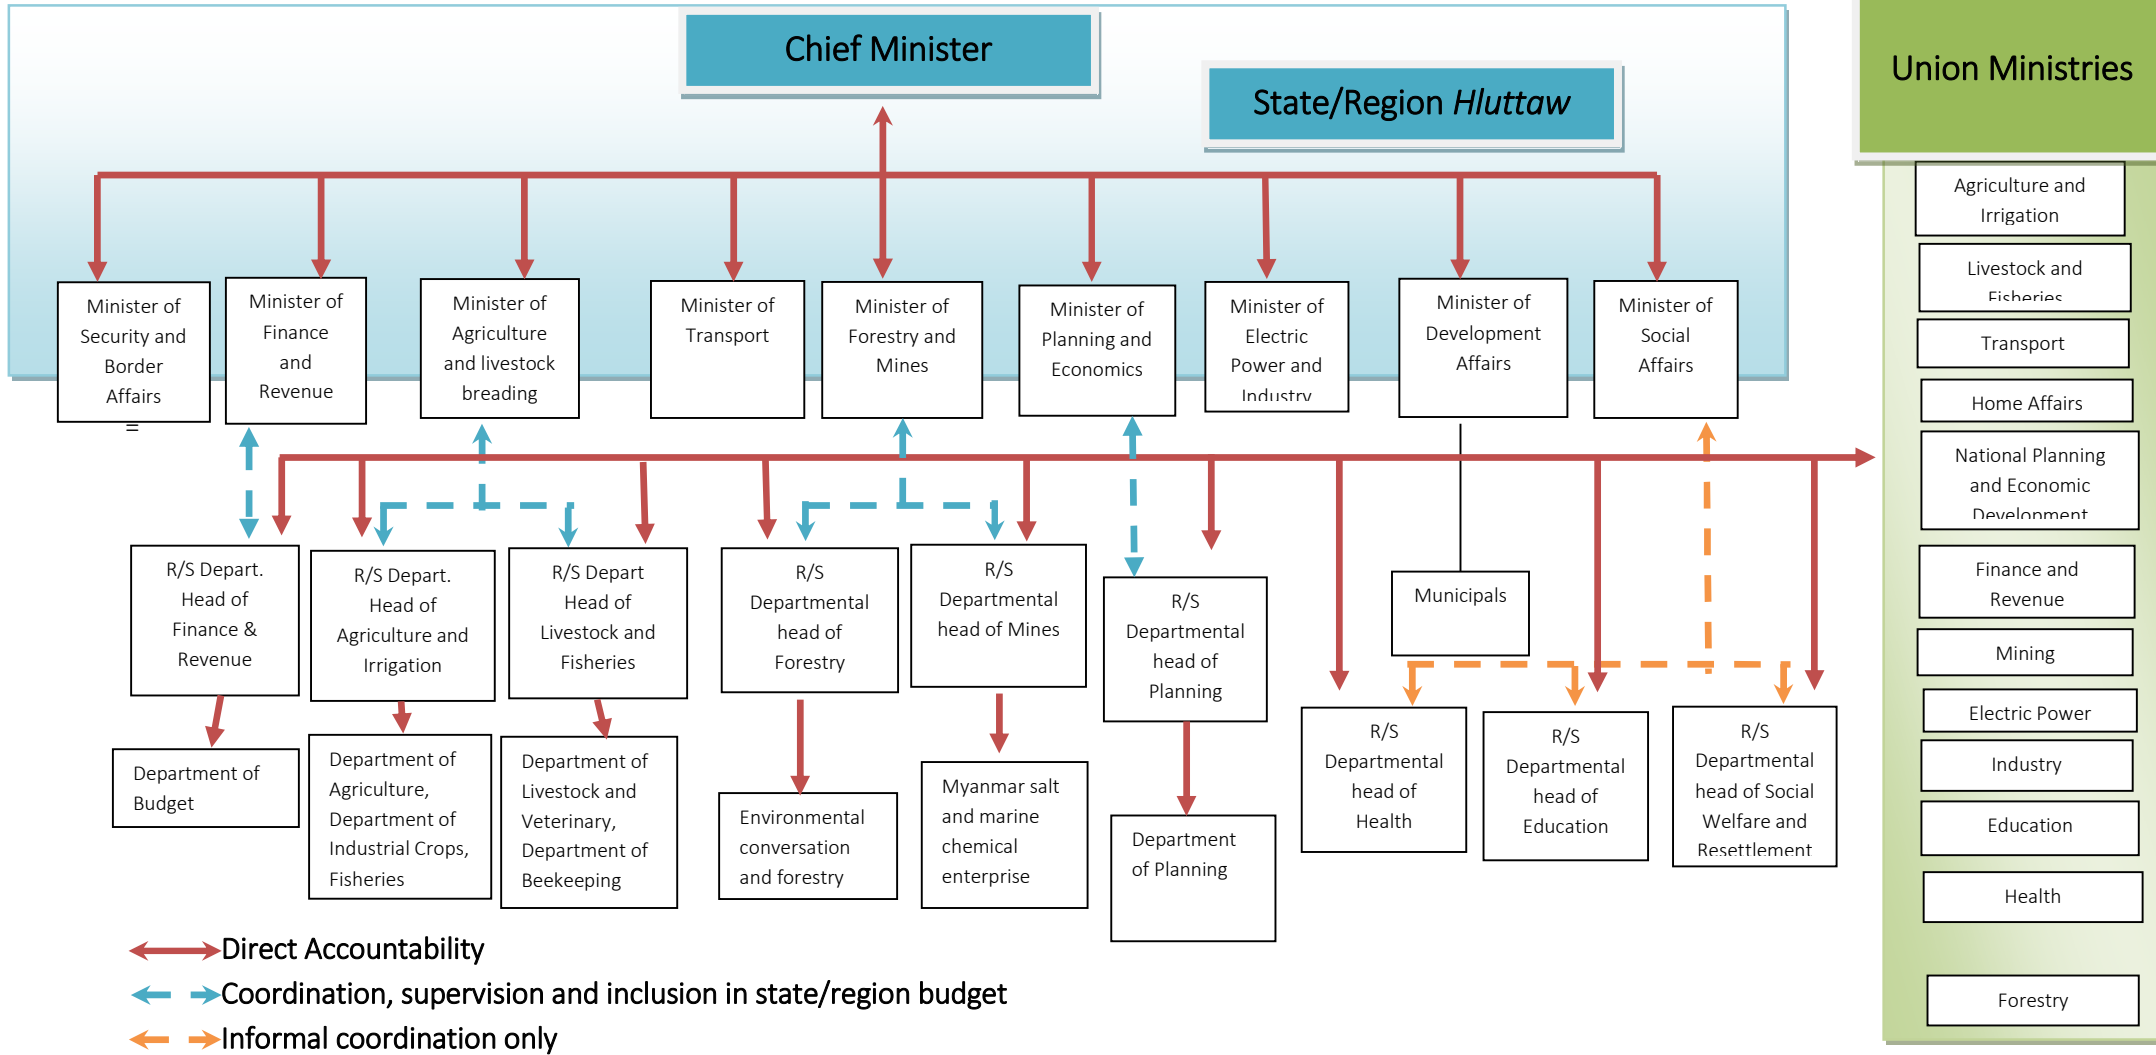 Chief Minister
State/Region Hluttaw
Union Ministries
Minister of
Security and
Border
Affairs
=
Minister of
Finance
and
Revenue
Minister of
Agriculture
and livestock
breading
Minister of
Transport
Minister of
Forestry and
Mines
Minister of
Planning and
Economics
Minister of
Electric
Power and
Industry
Minister of
Development
Affairs
Minister of
Social
Affairs
R/S Depart.
Head of
Finance &
Revenue
R/S Depart.
Head of
Agriculture and
Irrigation
R/S Depart
Head of
Livestock and
Fisheries
R/S
Departmental
head of
Forestry
R/S
Departmental
head of Mines
R/S
Departmental
head of
Planning
Municipals
R/S
Departmental
head of
Health
R/S
Departmental
head of
Education
R/S
Departmental
head of Social
Welfare and
Resettlement
Department of
Budget
Department of
Agriculture,
Department of
Industrial Crops,
Fisheries
Department of
Livestock and
Veterinary,
Department of
Beekeeping
Environmental
conversation
and forestry
Myanmar salt
and marine
chemical
enterprise
Department
of Planning
Agriculture and
Irrigation
Livestock and
Fisheries
Transport
Home Affairs
National Planning
and Economic
Development
Finance and
Revenue
Mining
Electric Power
Industry
Education
Health
Forestry
Direct Accountability
Coordination, supervision and inclusion in state/region budget
Informal coordination only